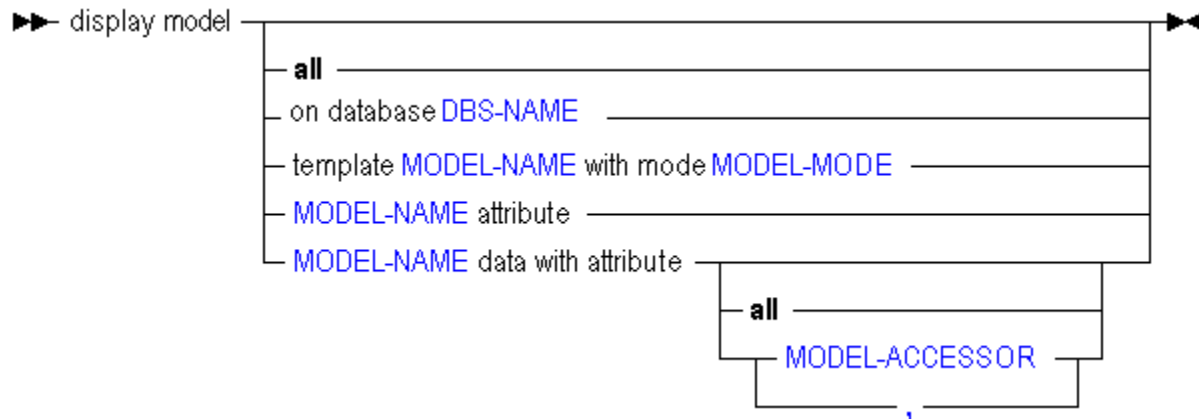 display model
all
on database DBS-NAME
template MODEL-NAME with mode MODEL-MODE
MODEL-NAME attribute
MODEL-NAME data with attribute
all
MODEL-ACCESSOR
,